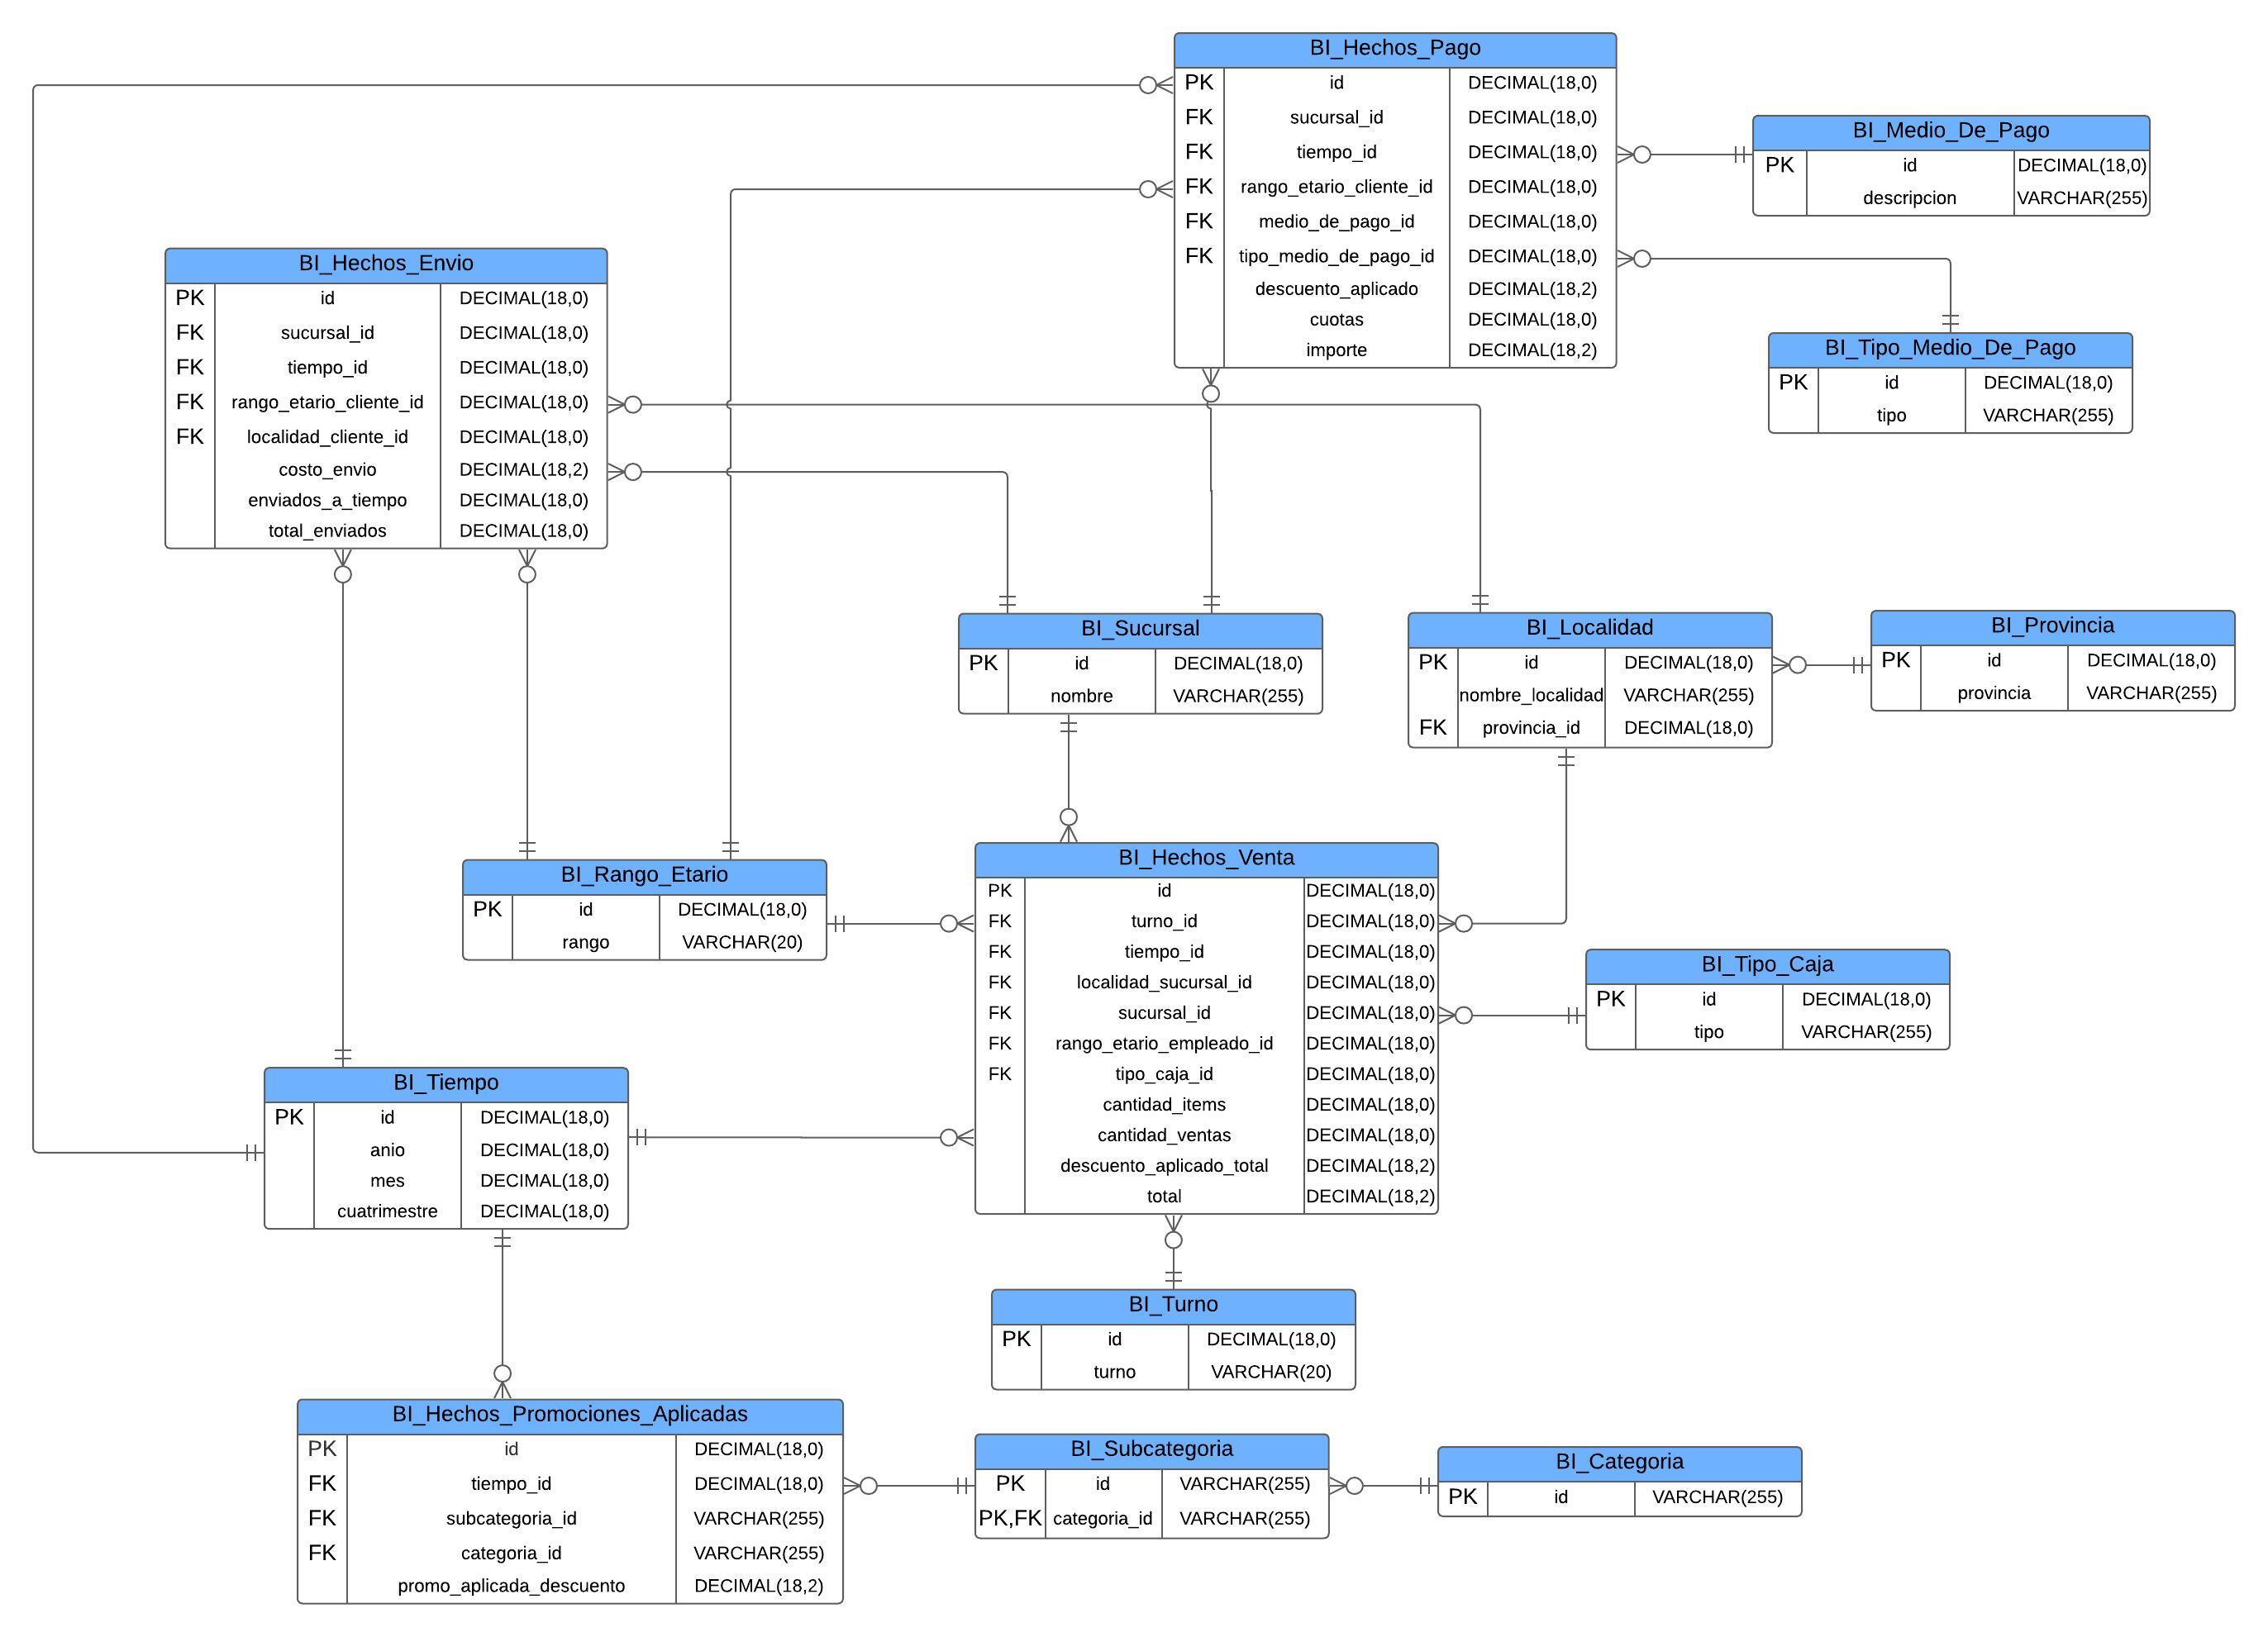 BI_Hechos_Pago
PK id DECIMAL(18,0)
FK sucursal_id DECIMAL(18,0)
FK tiempo_id DECIMAL(18,0)
FK rango_etario_cliente_id DECIMAL(18,0)
FK medio_de_pago_id DECIMAL(18,0)
FK tipo_medio_de_pago_id DECIMAL(18,0)
descuento_aplicado DECIMAL(18,2)
cuotas DECIMAL(18,0)
importe DECIMAL(18,2)
BI_Medio_De_Pago
PK id DECIMAL(18,0)
descripcion VARCHAR(255)
BI_Tipo_Medio_De_Pago
PK id DECIMAL(18,0)
tipo VARCHAR(255)
BI_Hechos_Envio
PK id DECIMAL(18,0)
FK sucursal_id DECIMAL(18,0)
FK tiempo_id DECIMAL(18,0)
FK rango_etario_cliente_id DECIMAL(18,0)
FK localidad_cliente_id DECIMAL(18,0)
costo_envio DECIMAL(18,2)
enviados_a_tiempo DECIMAL(18,0)
total_enviados DECIMAL(18,0)
BI_Sucursal
PK id DECIMAL(18,0)
nombre VARCHAR(255)
BI_Localidad
PK id DECIMAL(18,0)
nombre_localidad VARCHAR(255)
FK provincia_id DECIMAL(18,0)
BI_Provincia
PK id DECIMAL(18,0)
provincia VARCHAR(255)
BI_Rango_Etario
PK id DECIMAL(18,0)
rango VARCHAR(20)
BI_Hechos_Venta
PK id DECIMAL(18,0)
FK turno_id DECIMAL(18,0)
FK tiempo_id DECIMAL(18,0)
FK localidad_sucursal_id DECIMAL(18,0)
FK sucursal_id DECIMAL(18,0)
FK rango_etario_empleado_id DECIMAL(18,0)
FK tipo_caja_id DECIMAL(18,0)
cantidad_items DECIMAL(18,0)
cantidad_ventas DECIMAL(18,0)
descuento_aplicado_total DECIMAL(18,2)
total DECIMAL(18,2)
BI_Tipo_Caja
PK id DECIMAL(18,0)
tipo VARCHAR(255)
BI_Tiempo
PK id DECIMAL(18,0)
anio DECIMAL(18,0)
mes DECIMAL(18,0)
cuatrimestre DECIMAL(18,0)
BI_Turno
PK id DECIMAL(18,0)
turno VARCHAR(20)
BI_Hechos_Promociones_Aplicadas
PK id DECIMAL(18,0)
FK tiempo_id DECIMAL(18,0)
FK subcategoria_id VARCHAR(255)
FK categoria_id VARCHAR(255)
promo_aplicada_descuento DECIMAL(18,2)
BI_Subcategoria
PK id VARCHAR(255)
PK,FK categoria_id VARCHAR(255)
BI_Categoria
PK id VARCHAR(255)